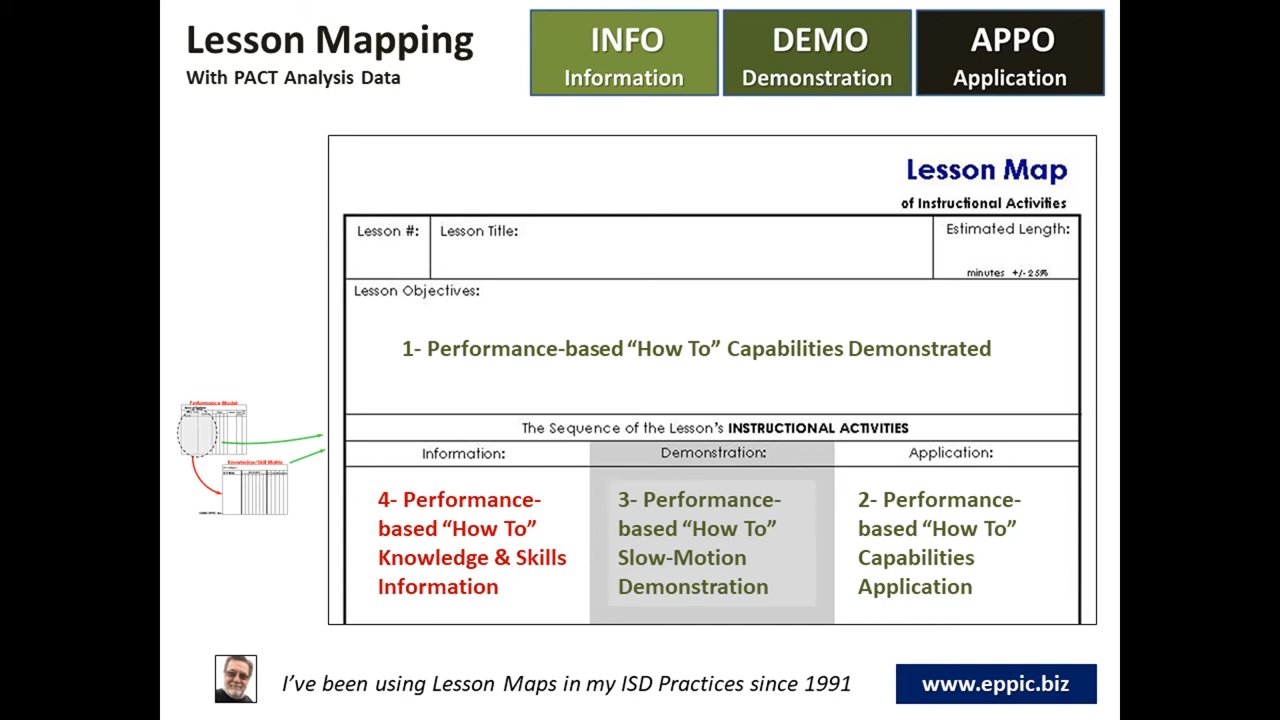 Lesson Mapping
With PACT Analysis Data
INFO
Information
DEMO
Demonstration
APPO
Application
Lesson Map
of Instructional Activities
Lesson #:
Lesson Title:
Estimated Length:
minutes +/-25%
Lesson Objectives:
1- Performance-based “How To” Capabilities Demonstrated
Performance Model
Knowledge/Skill Matrix
The Sequence of the Lesson’s INSTRUCTIONAL ACTIVITIES
Information:
Demonstration:
Application:
4- Performance-
based “How To”
Knowledge & Skills
Information
3- Performance-
based “How To”
Slow-Motion
Demonstration
2- Performance-
based “How To”
Capabilities
Application
I’ve been using Lesson Maps in my ISD Practices since 1991
www.eppic.biz